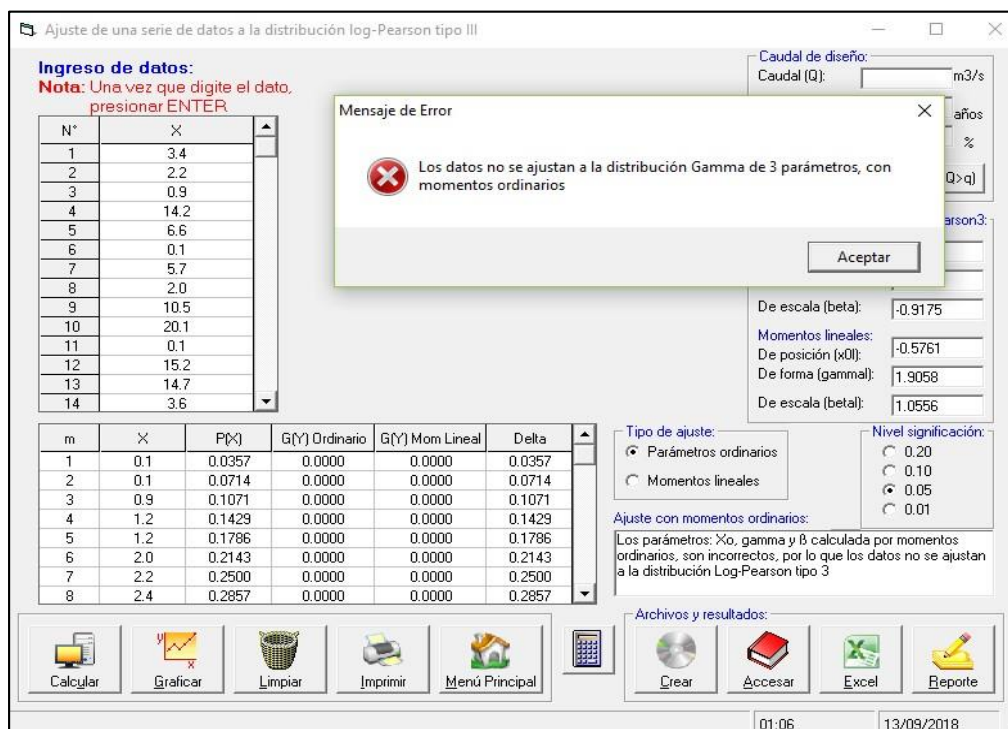 Ajuste de una serie de datos a la distribución log-Pearson tipo III
Ingreso de datos:
Nota: Una vez que digite el dato,
presionar ENTER
N° X
1 3.4
2 2.2
3 0.9
4 14.2
5 6.6
6 0.1
7 5.7
8 2.0
9 10.5
10 20.1
11 0.1
12 15.2
13 14.7
14 3.6
Mensaje de Error
Los datos no se ajustan a la distribución Gamma de 3 parámetros, con
momentos ordinarios
Aceptar
Caudal de diseño:
Caudal (Q): m3/s
años
%
Q>q)
arson3:
De escala (beta): -0.9175
Momentos lineales:
De posición (x0l): -0.5761
De forma (gammal): 1.9058
De escala (betal): 1.0556
m X P(X) G(Y) Ordinario G(Y) Mom Lineal Delta
1 0.1 0.0357 0.0000 0.0000 0.0357
2 0.1 0.0714 0.0000 0.0000 0.0714
3 0.9 0.1071 0.0000 0.0000 0.1071
4 1.2 0.1429 0.0000 0.0000 0.1429
5 1.2 0.1786 0.0000 0.0000 0.1786
6 2.0 0.2143 0.0000 0.0000 0.2143
7 2.2 0.2500 0.0000 0.0000 0.2500
8 2.4 0.2857 0.0000 0.0000 0.2857
Tipo de ajuste:
Parámetros ordinarios
Momentos lineales
Nivel significación:
0.20
0.10
0.05
0.01
Ajuste con momentos ordinarios:
Los parámetros: Xo, gamma y ß calculada por momentos
ordinarios, son incorrectos, por lo que los datos no se ajustan
a la distribución Log-Pearson tipo 3
Calcular
Graficar
Limpiar
Imprimir
Menú Principal
Archivos y resultados:
Crear
Accesar
Excel
Reporte
01:06
13/09/2018